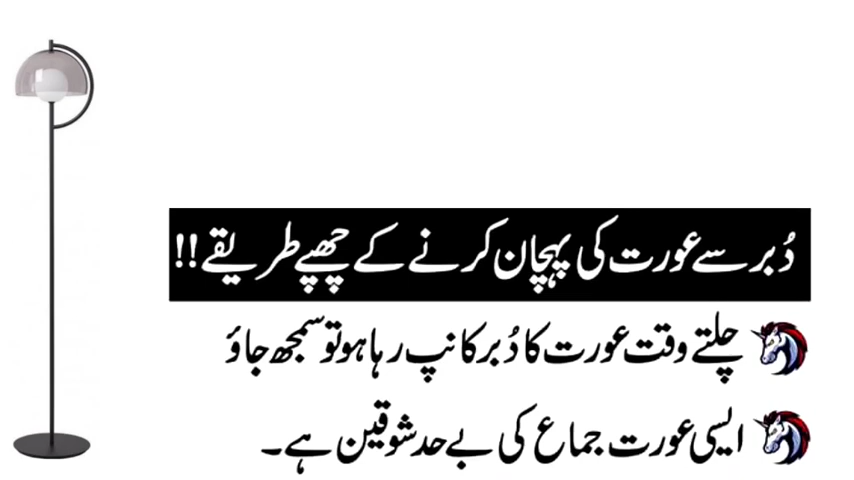 دُبر سے عورت کی پہچان کرنے کے چھپے طریقے!!
چلتے وقت عورت کا دُبر کانپ رہا ہو تو سمجھ جاؤ
ایسی عورت جماع کی بے حد شوقین ہے۔